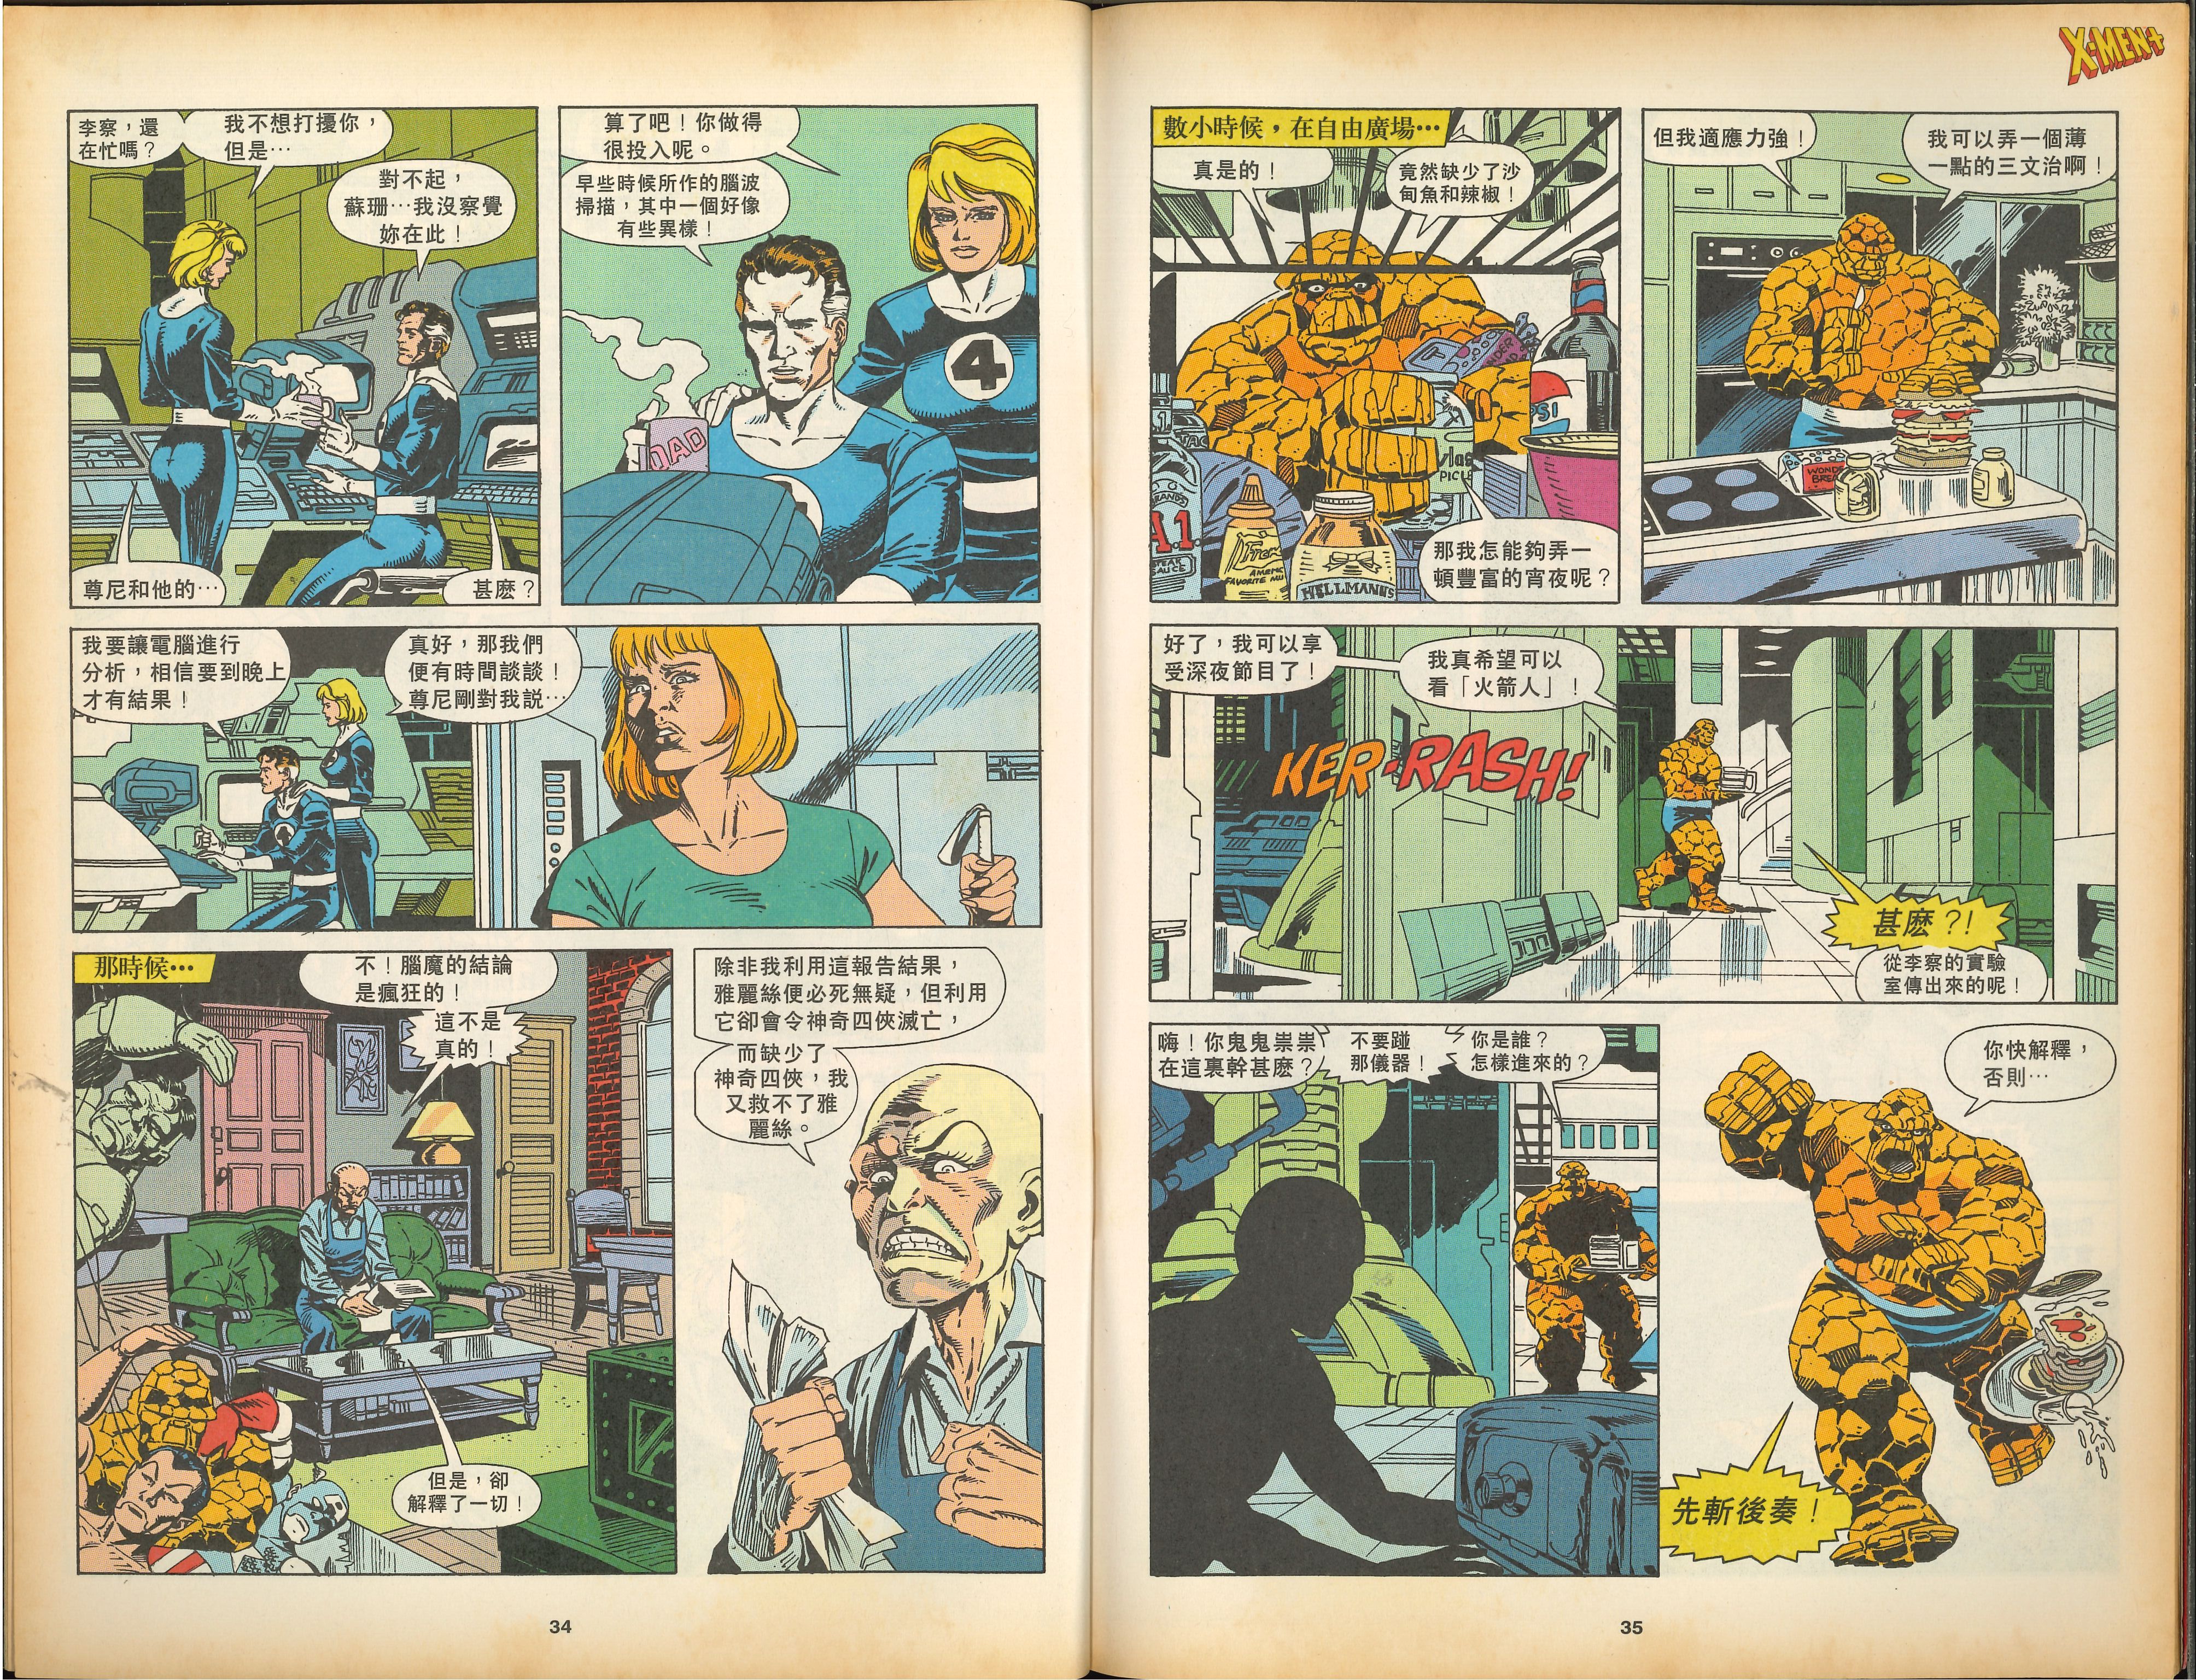 X-MEN+
李察，還
在忙嗎？
我不想打擾你，
但是…
對不起，
蘇珊…我沒察覺
妳在此！
尊尼和他的…
甚麽？
算了吧！你做得
很投入呢。
早些時候所作的腦波
掃描，其中一個好像
有些異樣！
4
DAD
我要讓電腦進行
分析，相信要到晚上
才有結果！
真好，那我們
便有時間談談！
尊尼剛對我説…
那時候…
不！腦魔的結論
是瘋狂的！
這不是
真的！
但是，卻
解釋了一切！
除非我利用這報告結果，
雅麗絲便必死無疑，但利用
它卻會令神奇四俠滅亡，
而缺少了
神奇四俠，我
又救不了雅
麗絲。
34
數小時候，在自由廣場…
真是的！
竟然缺少了沙
甸魚和辣椒！
PSI
A.1.
HELLMANN'S
那我怎能夠弄一
頓豐富的宵夜呢？
但我適應力強！
我可以弄一個薄
一點的三文治啊！
好了，我可以享
受深夜節目了！
我真希望可以
看「火箭人」！
KER-RASH!
甚麽？！
從李察的實驗
室傳出來的呢！
嗨！你鬼鬼祟祟
在這裏幹甚麽？
不要踫
那儀器！
你是誰？
怎樣進來的？
你快解釋，
否則…
先斬後奏！
35